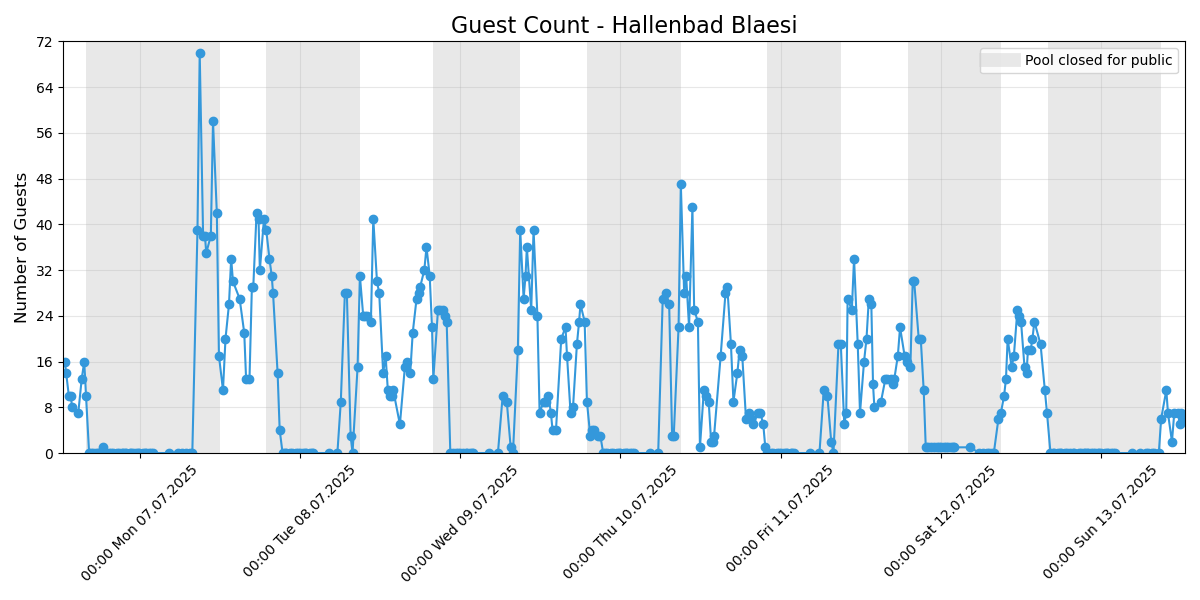 Guest Count - Hallenbad Blaesi
Pool closed for public
Number of Guests
72
64
56
48
40
32
24
16
8
0
00:00 Mon 07.07.2025
00:00 Tue 08.07.2025
00:00 Wed 09.07.2025
00:00 Thu 10.07.2025
00:00 Fri 11.07.2025
00:00 Sat 12.07.2025
00:00 Sun 13.07.2025